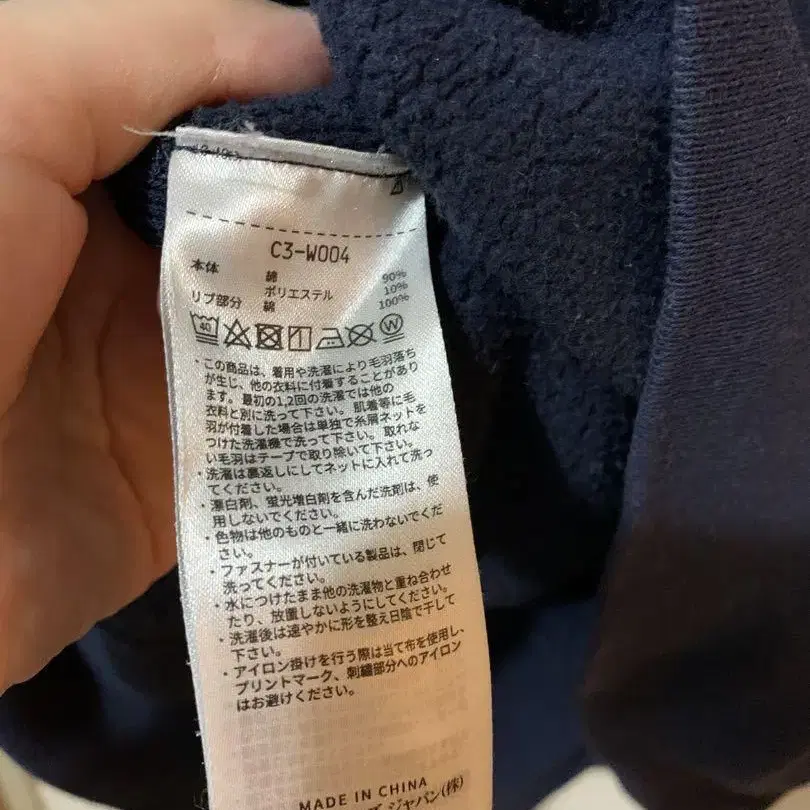 C3-W004
本体 綿 90%
ポリエステル 10%
リブ部分 綿 100%
40
W
・この商品は、着用や洗濯により毛羽落ち
が生じ、他の衣料に付着することがあり
ます。最初の1,2回の洗濯では他の
衣料と別に洗って下さい。肌着等に毛
羽が付着した場合は単独で糸屑ネットを
つけた洗濯機で洗って下さい。取れな
い毛羽はテープで取り除いて下さい。
・洗濯は裏返しにしてネットに入れて洗っ
てください。
・漂白剤、蛍光増白剤を含んだ洗剤は、使
用しないでください。
・色物は他のものと一緒に洗わないでくだ
さい。
・ファスナーが付いている製品は、閉じて
洗ってください。
・水につけたまま他の洗濯物と重ね合わせ
たり、放置しないようにしてください。
・洗濯後は速やかに形を整え日陰で干して
下さい。
・アイロン掛けを行う際は当て布を使用し、
プリントマーク、刺繍部分へのアイロン
はお避けください。
MADE IN CHINA
ジャパン(株)